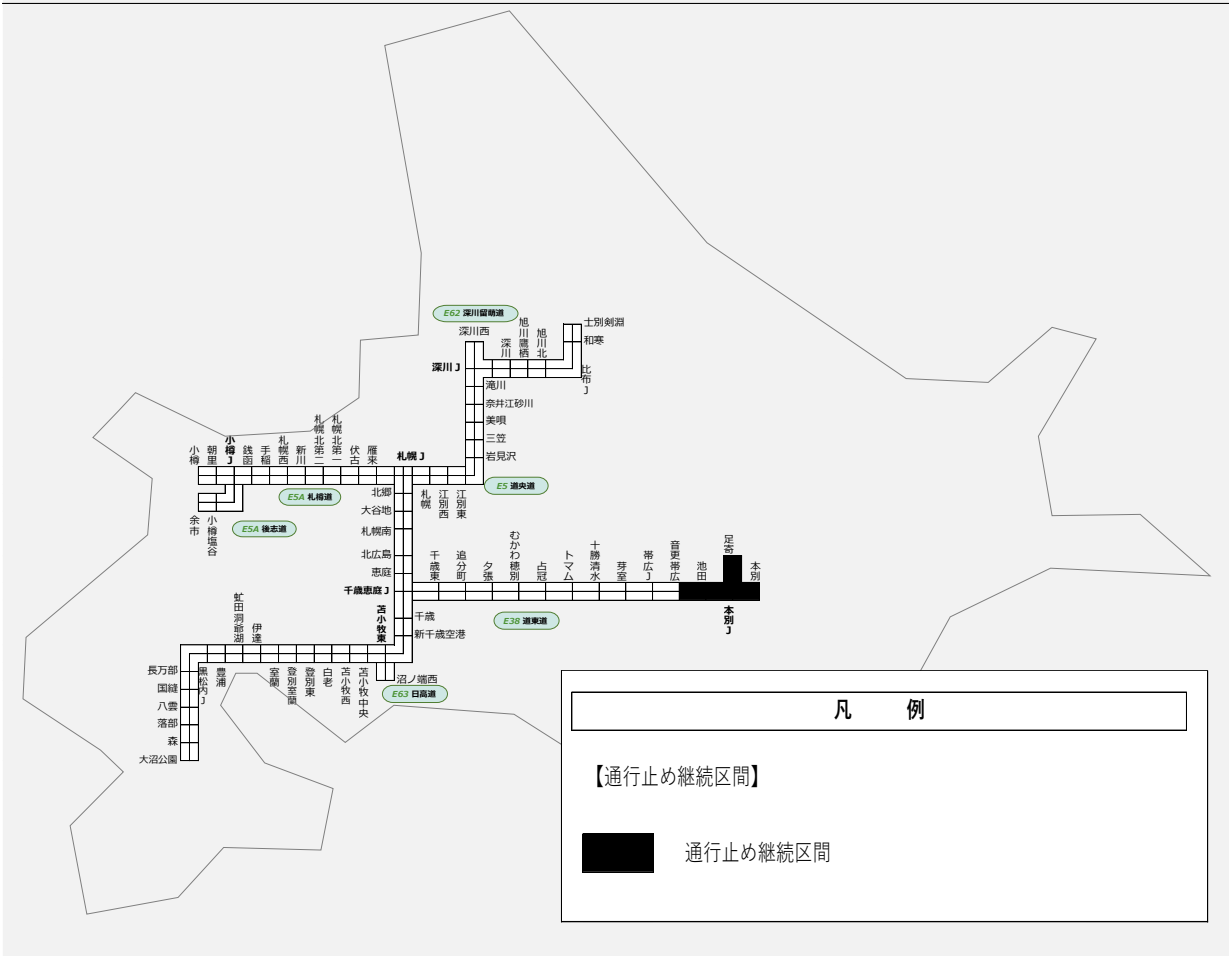 E62 深川留萌道
深川西
深川
旭川鷹栖
旭川北
士別剣淵
和寒
比布J
深川J
滝川
奈井江砂川
美唄
三笠
岩見沢
小樽
朝里
小樽J
銭函
手稲
札幌西
新川
札幌北第二
札幌北第一
伏古
雁来
札幌J
E5A 札樽道
E5 道央道
余市
小樽塩谷
E5A 後志道
札幌
江別西
江別東
北郷
大谷地
札幌南
北広島
恵庭
千歳恵庭J
千歳東
追分町
夕張
むかわ穂別
占冠
トマム
十勝清水
芽室
帯広J
音更帯広
池田
足寄
本別
本別J
E38 道東道
千歳
新千歳空港
苫小牧東
沼ノ端西
E63 日高道
虻田洞爺湖
伊達
黒松内J
豊浦
室蘭
登別室蘭
登別東
白老
苫小牧西
苫小牧中央
長万部
国縫
八雲
落部
森
大沼公園
凡 例
【通行止め継続区間】
通行止め継続区間